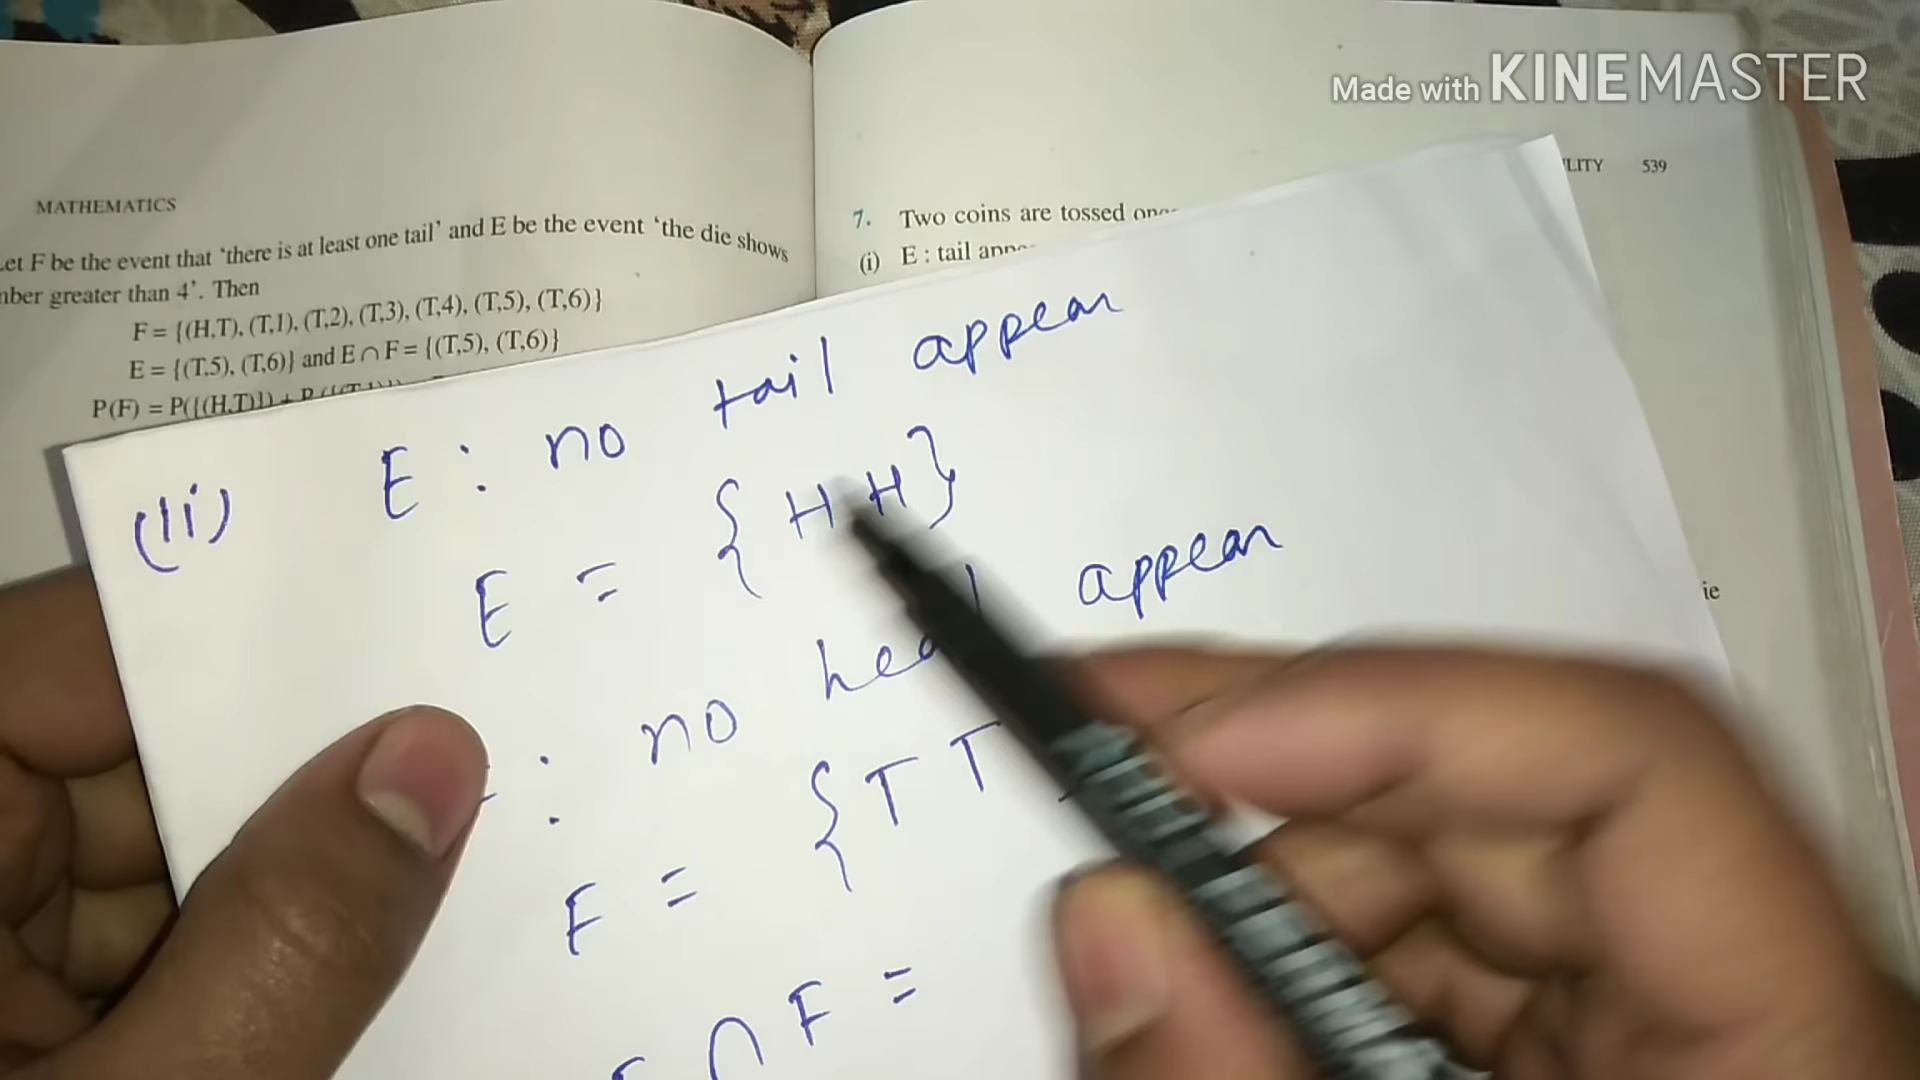 Made with KINEMASTER
MATHEMATICS
Let F be the event that ‘there is at least one tail’ and E be the event ‘the die shows
greater than 4’. Then
F = {(H,T), (T,1), (T,2), (T,3), (T,4), (T,5), (T,6)}
E = {(T,5), (T,6)} and E ∩ F = {(T,5), (T,6)}
P(F) = P({(H,T)}) +
539
7. Two coins are tossed
(i) E : tail
(ii) E : no tail appear
E = {HH}
: no appear
F = {TT
∩ F =